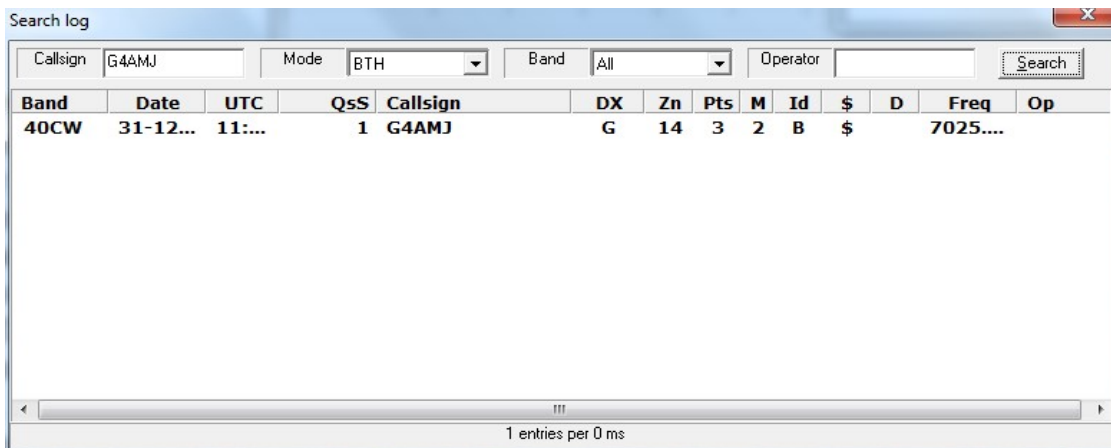 Search log X
Callsign G4AMJ Mode BTH Band All Operator Search
Band Date UTC QsS Callsign DX Zn Pts M Id $ D Freq Op
40CW 31-12... 11:... 1 G4AMJ G 14 3 2 B $ 7025....
1 entries per 0 ms